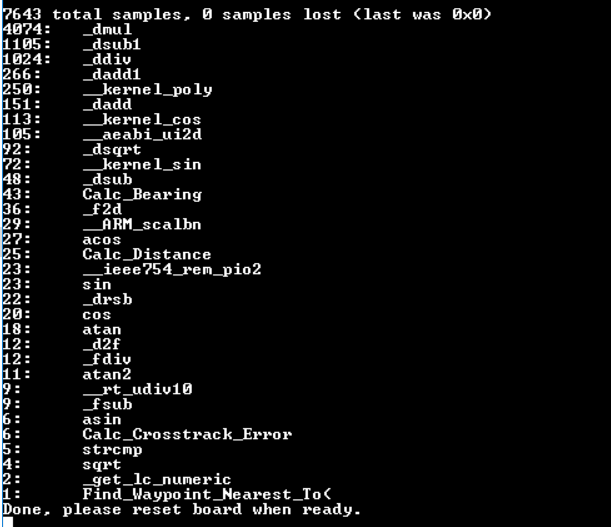 7643 total samples, 0 samples lost (last was 0x0)
4074: _dmul
1105: _dsub1
1024: _ddiv
266: _dadd1
250: __kernel_poly
151: _dadd
113: __kernel_cos
105: __aeabi_ui2d
92: _dsqrt
72: __kernel_sin
48: _dsub
43: Calc_Bearing
36: _f2d
29: __ARM_scalbn
27: acos
25: Calc_Distance
23: __ieee754_rem_pio2
23: sin
22: _drsb
20: cos
18: atan
12: _d2f
12: _fdiv
11: atan2
9: __rt_udiv10
9: _fsub
6: asin
6: Calc_Crosstrack_Error
5: strcmp
4: sqrt
2: _get_lc_numeric
1: Find_Waypoint_Nearest_To(
Done, please reset board when ready.